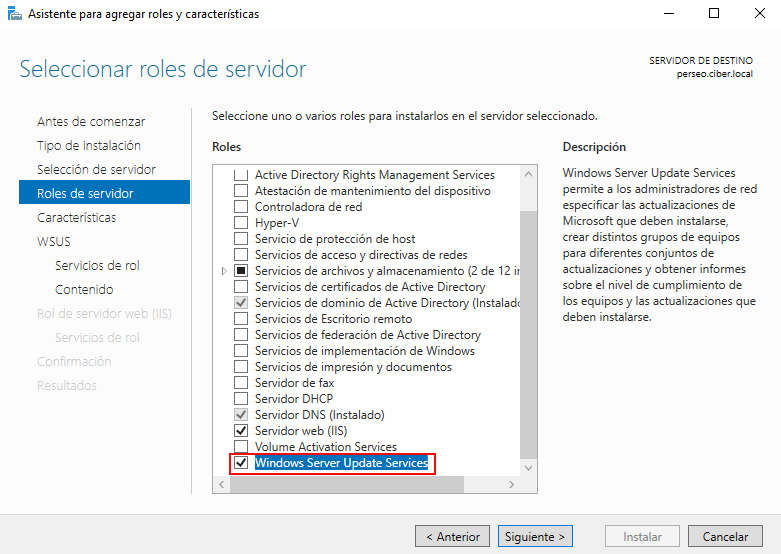 Asistente para agregar roles y características
Seleccionar roles de servidor
SERVIDOR DE DESTINO
perseo.ciber.local
Antes de comenzar
Tipo de instalación
Selección de servidor
Roles de servidor
Características
WSUS
Servicios de rol
Contenido
Rol de servidor web (IIS)
Servicios de rol
Confirmación
Resultados
Seleccione uno o varios roles para instalarlos en el servidor seleccionado.
Roles
Active Directory Rights Management Services
Atestación de mantenimiento del dispositivo
Controladora de red
Hyper-V
Servicio de protección de host
Servicios de acceso y directivas de redes
Servicios de archivos y almacenamiento (2 de 12 in
Servicios de certificados de Active Directory
Servicios de dominio de Active Directory (Instalado
Servicios de Escritorio remoto
Servicios de federación de Active Directory
Servicios de implementación de Windows
Servicios de impresión y documentos
Servidor de fax
Servidor DHCP
Servidor DNS (Instalado)
Servidor web (IIS)
Volume Activation Services
Windows Server Update Services
Descripción
Windows Server Update Services
permite a los administradores de red
especificar las actualizaciones de
Microsoft que deben instalarse,
crear distintos grupos de equipos
para diferentes conjuntos de
actualizaciones y obtener informes
sobre el nivel de cumplimiento de
los equipos y las actualizaciones que
deben instalarse.
< Anterior
Siguiente >
Instalar
Cancelar